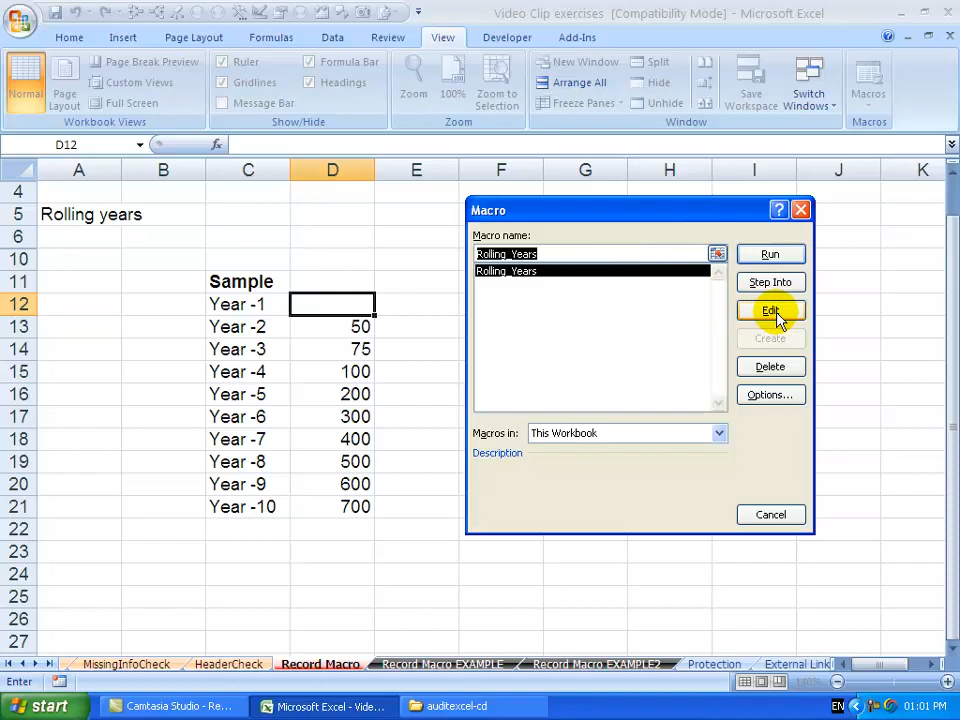 Video Clip exercises [Compatibility Mode] - Microsoft Excel
Home Insert Page Layout Formulas Data Review View Developer Add-Ins
Normal
Page Layout
Page Break Preview
Custom Views
Full Screen
Workbook Views
Ruler
Gridlines
Message Bar
Formula Bar
Headings
Show/Hide
Zoom
100%
Zoom to Selection
Zoom
New Window
Arrange All
Freeze Panes
Split
Hide
Unhide
Save Workspace
Switch Windows
Window
Macros
Macros
D12
fx
A B C D E F G H I J K
4
5 Rolling years
6
10
11 Sample
12 Year -1
13 Year -2 50
14 Year -3 75
15 Year -4 100
16 Year -5 200
17 Year -6 300
18 Year -7 400
19 Year -8 500
20 Year -9 600
21 Year -10 700
22
23
24
25
26
27
Macro
Macro name:
Rolling_Years
Rolling_Years
Run
Step Into
Edit
Create
Delete
Options...
Macros in: This Workbook
Description
Cancel
MissingInfoCheck HeaderCheck Record Macro Record Macro EXAMPLE Record Macro EXAMPLE2 Protection External Link
Enter
140%
start Camtasia Studio - Re... Microsoft Excel - Vide... auditexcel-cd EN 01:01 PM